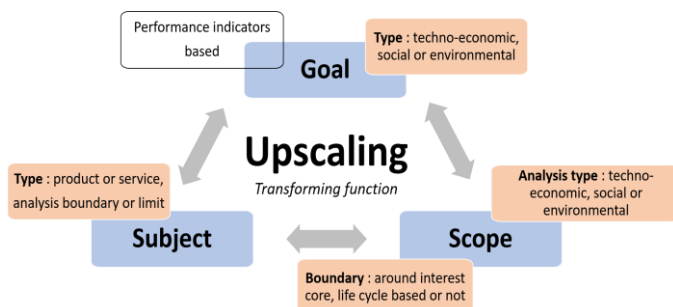 Performance indicators
based
Type : techno-economic,
social or environmental
Goal
Upscaling
Transforming function
Type : product or service,
analysis boundary or limit
Analysis type : techno-
economic, social or
environmental
Subject
Scope
Boundary : around interest
core, life cycle based or not